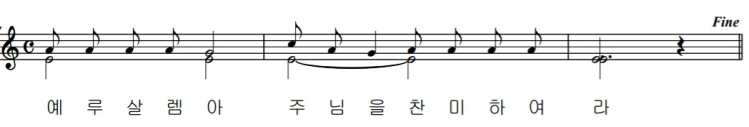 Fine
예 루 살 렘 아 주 님 을 찬 미 하 여 라